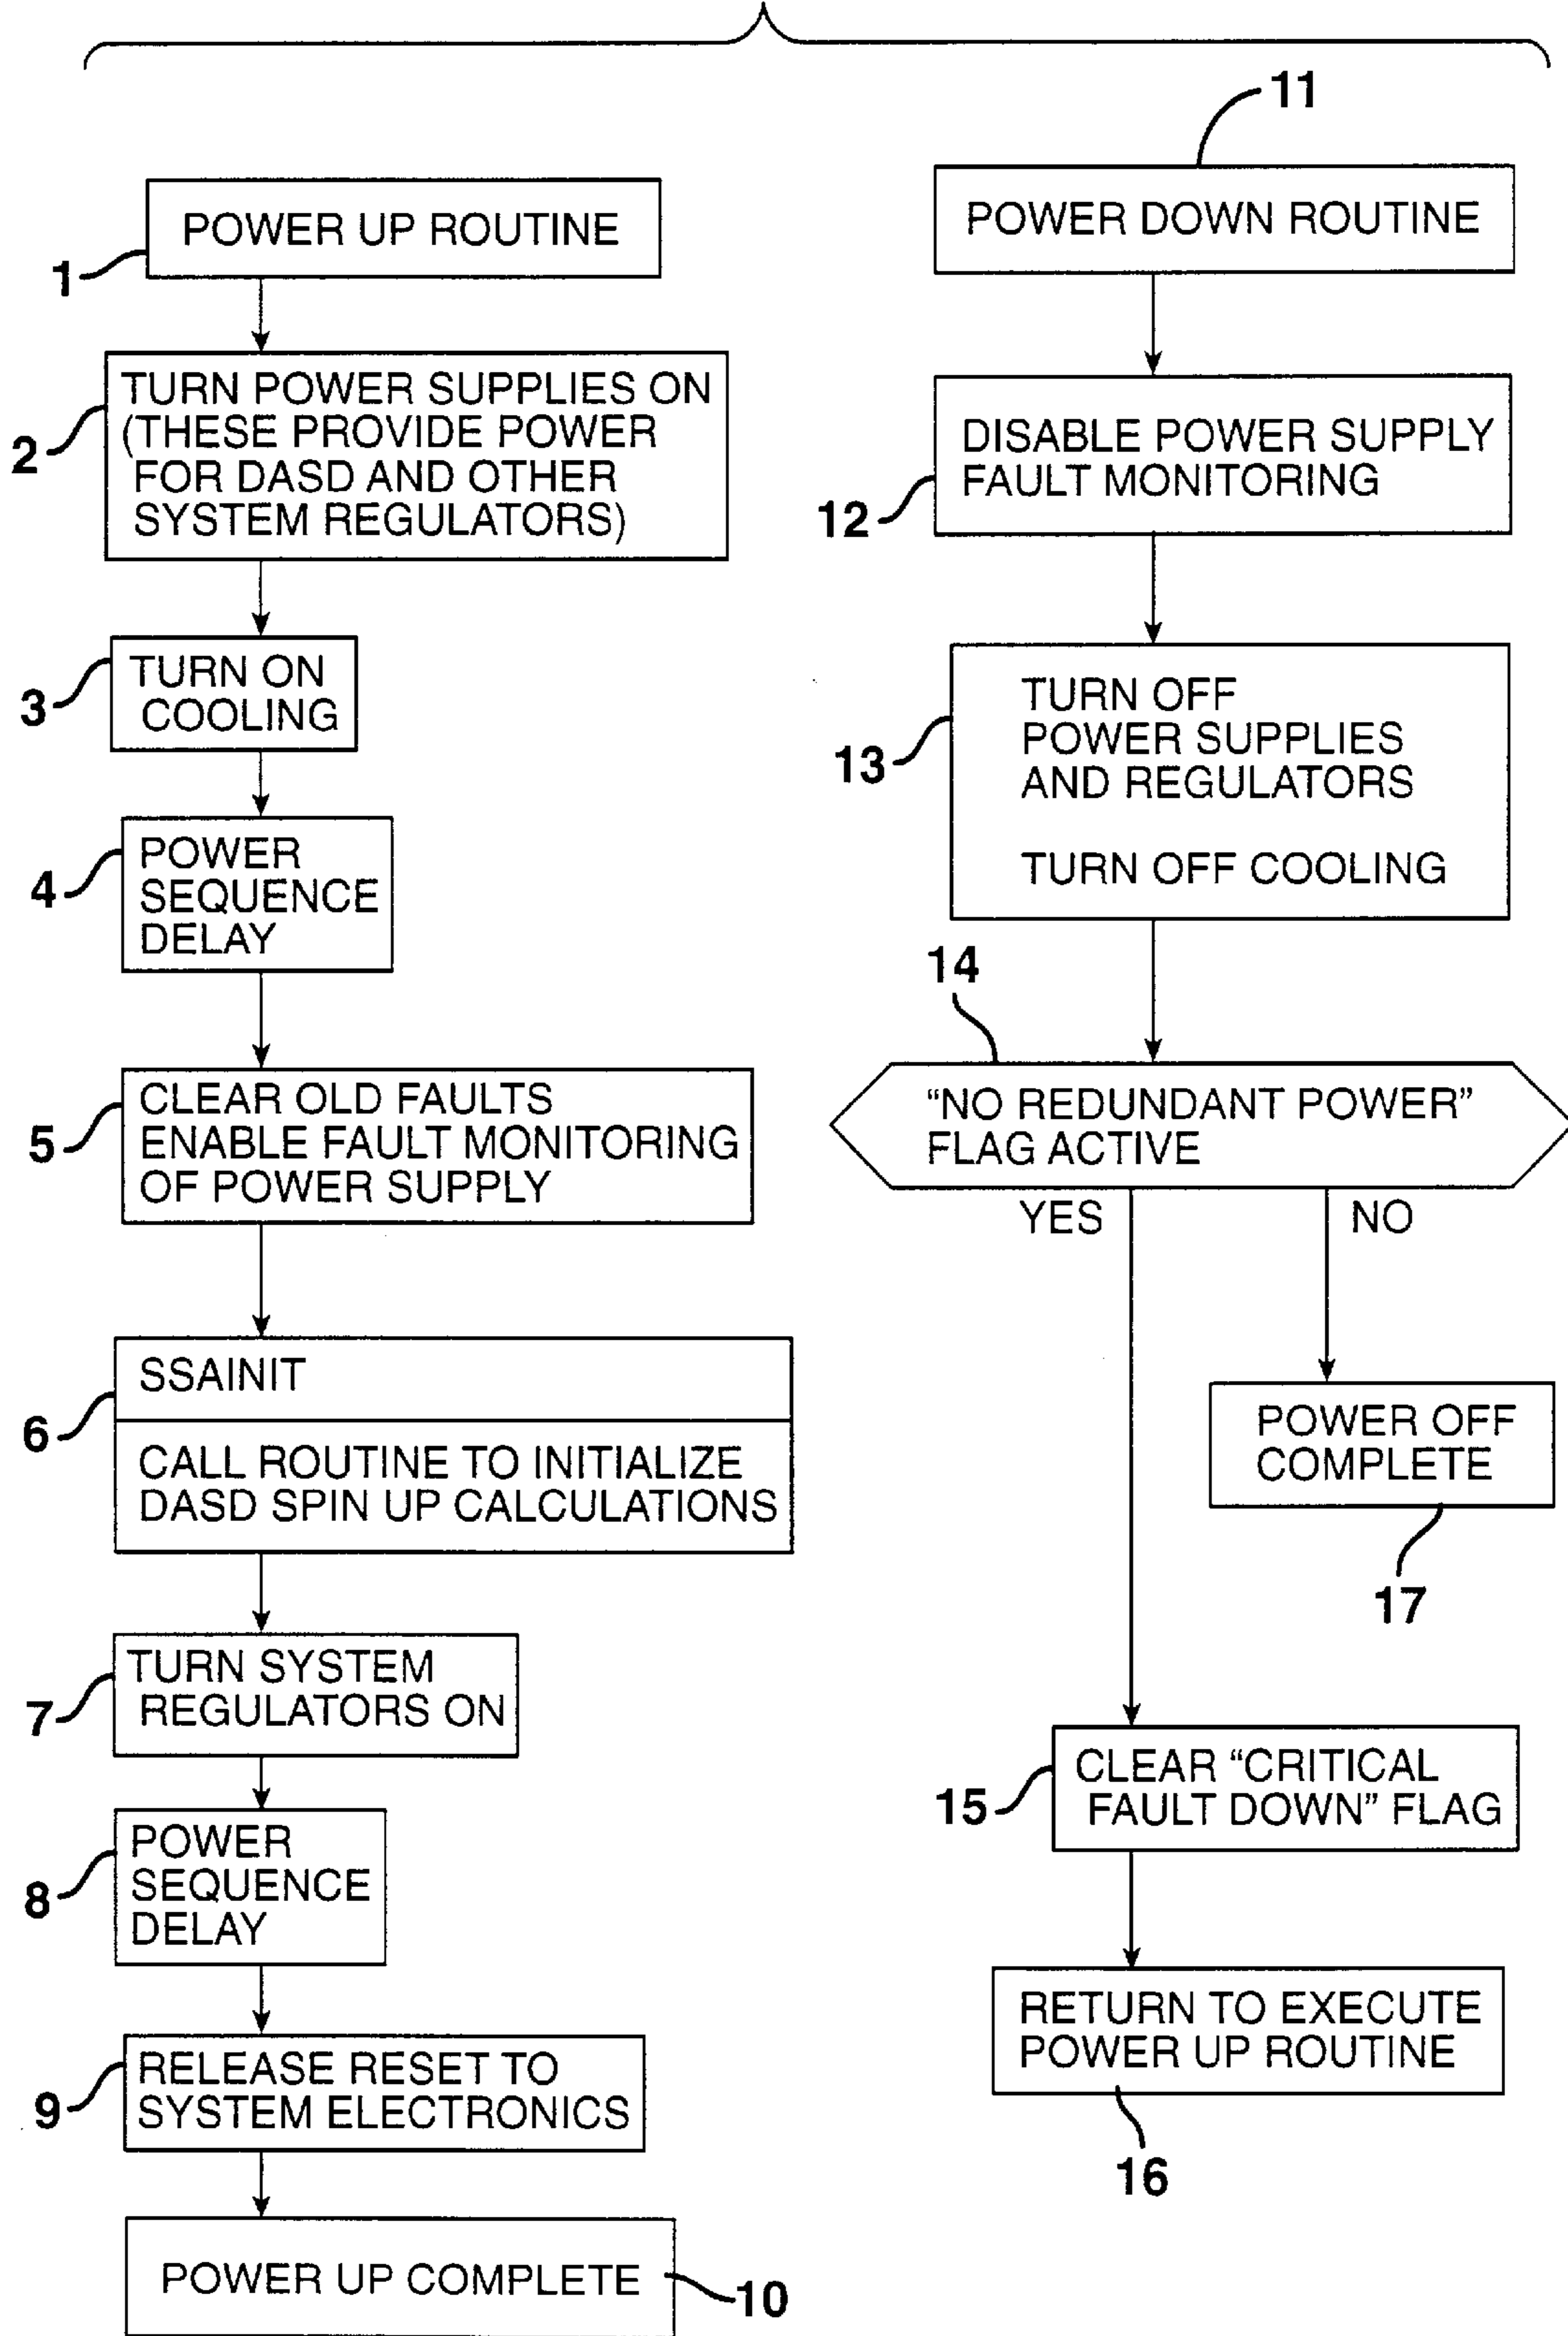 1
POWER UP ROUTINE
2
TURN POWER SUPPLIES ON
(THESE PROVIDE POWER
FOR DASD AND OTHER
SYSTEM REGULATORS)
3
TURN ON
COOLING
4
POWER
SEQUENCE
DELAY
5
CLEAR OLD FAULTS
ENABLE FAULT MONITORING
OF POWER SUPPLY
6
SSAINIT
CALL ROUTINE TO INITIALIZE
DASD SPIN UP CALCULATIONS
7
TURN SYSTEM
REGULATORS ON
8
POWER
SEQUENCE
DELAY
9
RELEASE RESET TO
SYSTEM ELECTRONICS
POWER UP COMPLETE
10
11
POWER DOWN ROUTINE
12
DISABLE POWER SUPPLY
FAULT MONITORING
13
TURN OFF
POWER SUPPLIES
AND REGULATORS
TURN OFF COOLING
14
“NO REDUNDANT POWER”
FLAG ACTIVE
YES
NO
POWER OFF
COMPLETE
17
15
CLEAR “CRITICAL
FAULT DOWN” FLAG
RETURN TO EXECUTE
POWER UP ROUTINE
16